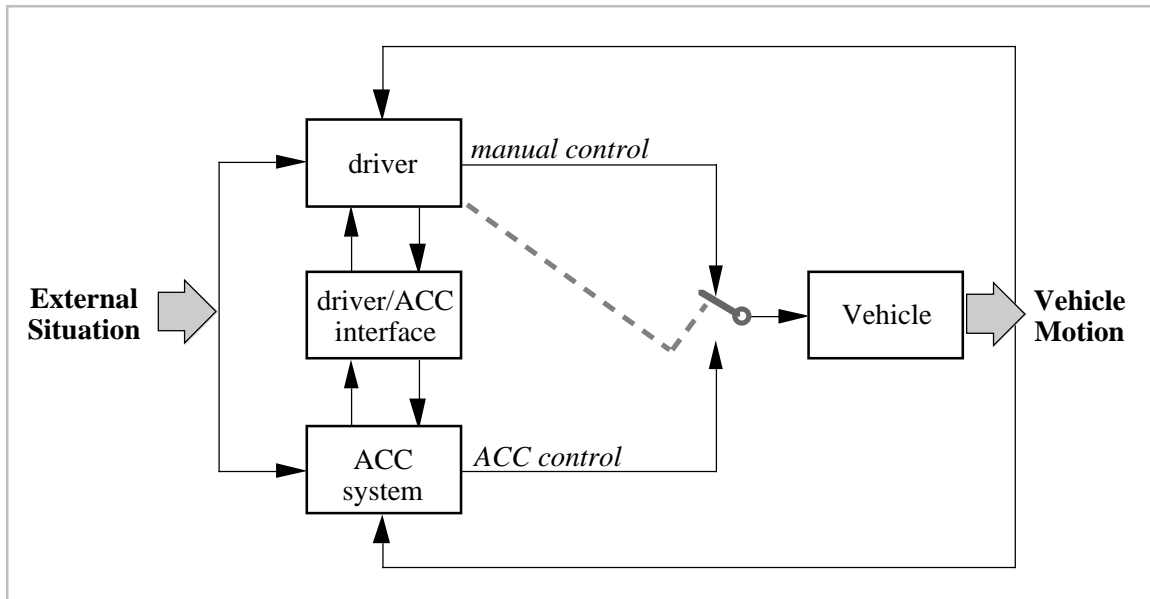 driver
manual control
External
Situation
driver/ACC
interface
Vehicle
Vehicle
Motion
ACC
system
ACC control